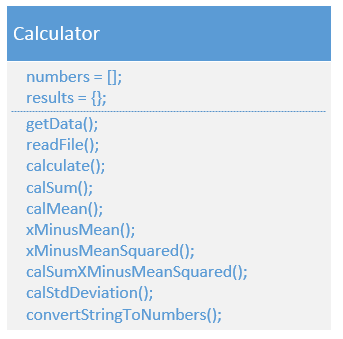 Calculator
numbers = [];
results = {};
getData();
readFile();
calculate();
calSum();
calMean();
xMinusMean();
xMinusMeanSquared();
calSumXMinusMeanSquared();
calStdDeviation();
convertStringToNumbers();